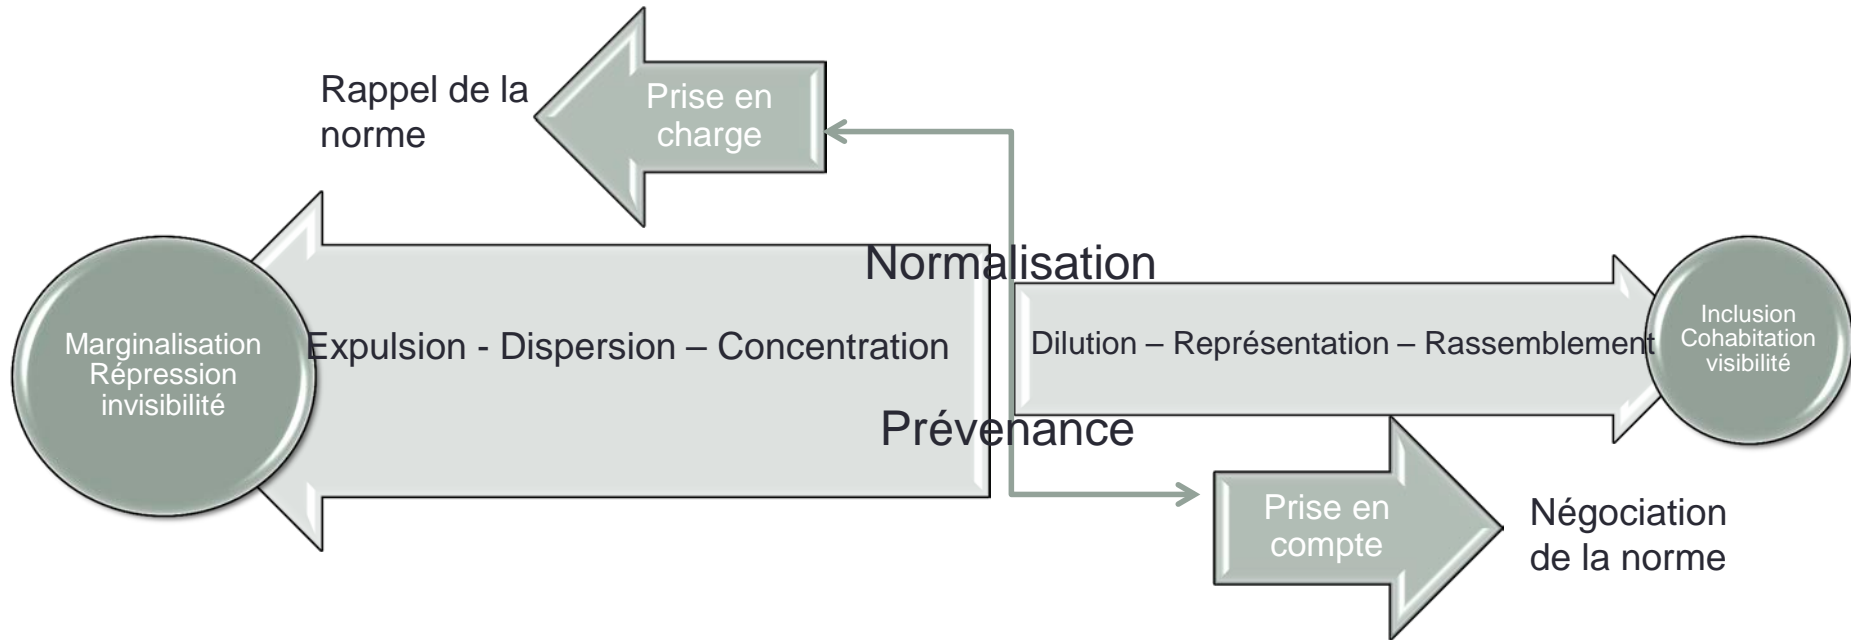 Rappel de la
norme
Prise en
charge
Normalisation
Marginalisation
Répression
invisibilité
Expulsion - Dispersion – Concentration
Dilution – Représentation – Rassemblement
Inclusion
Cohabitation
visibilité
Prévenance
Prise en
compte
Négociation
de la norme